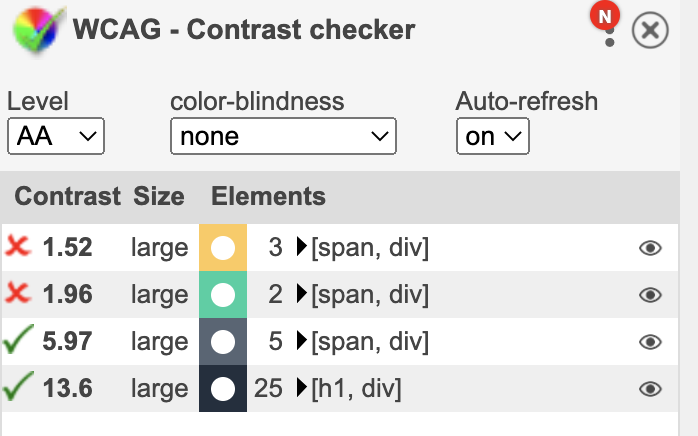 WCAG - Contrast checker
N
Level color-blindness Auto-refresh
AA none on
Contrast Size Elements
1.52 large 3 [span, div]
1.96 large 2 [span, div]
5.97 large 5 [span, div]
13.6 large 25 [h1, div]